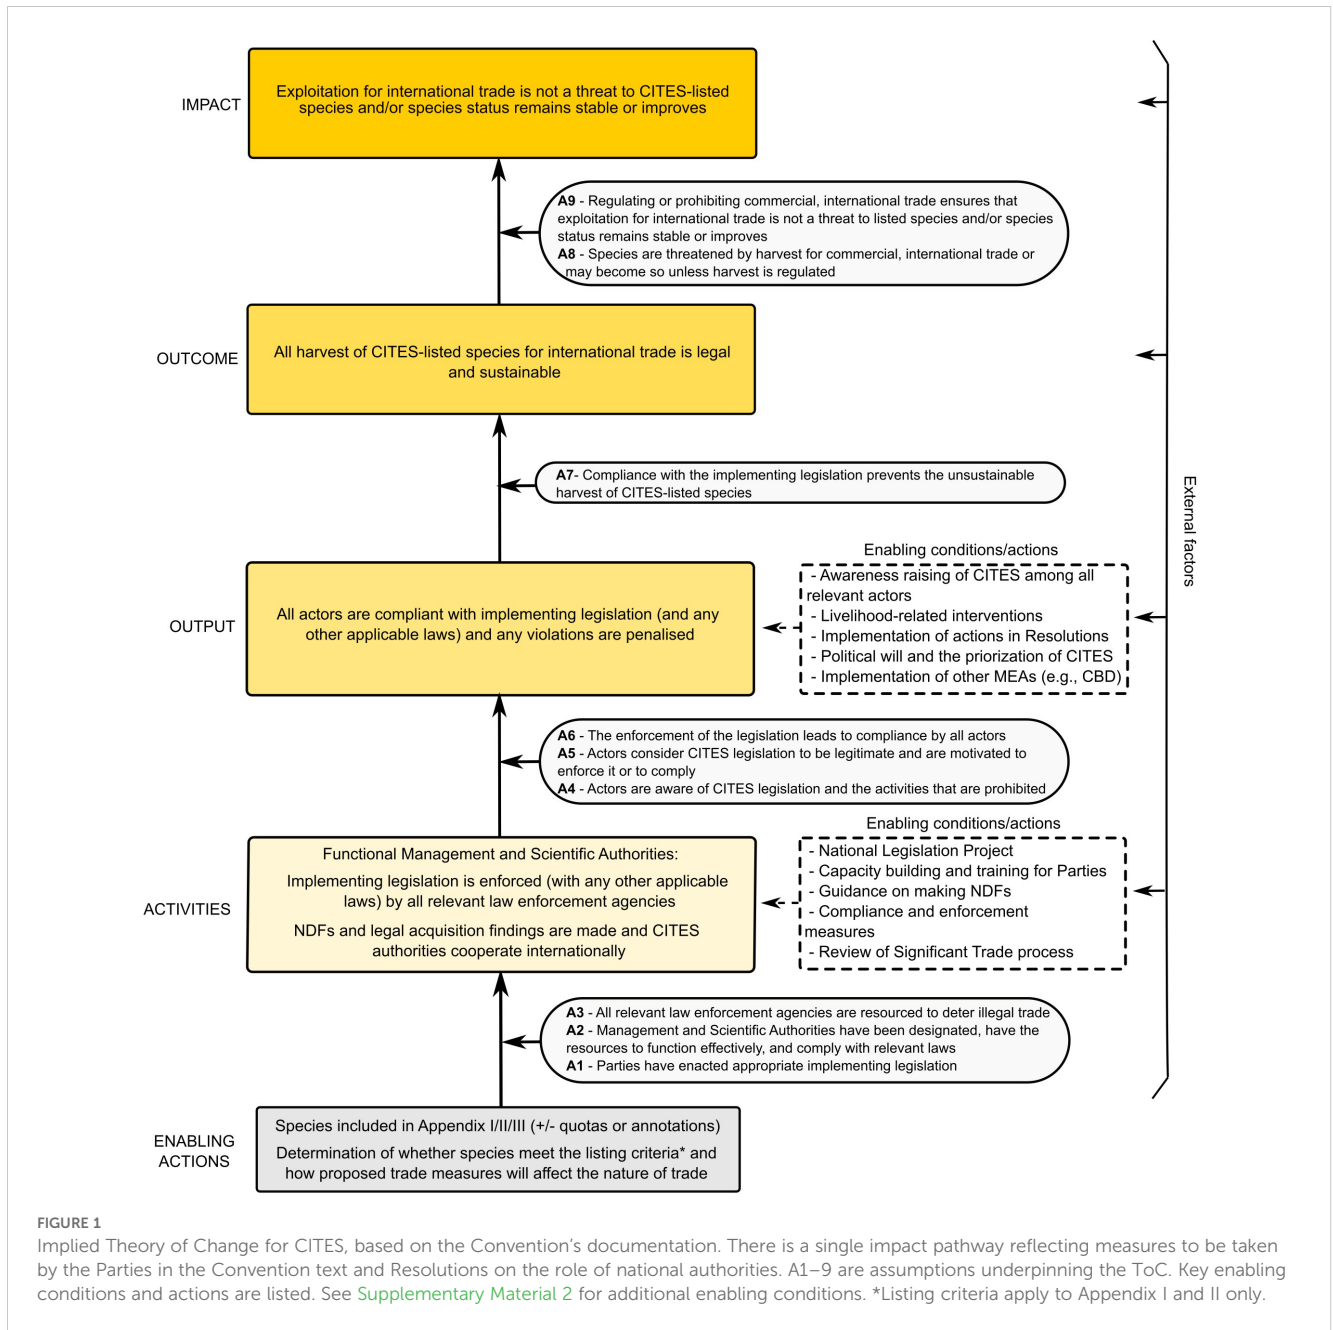 IMPACT
Exploitation for international trade is not a threat to CITES-listed
species and/or species status remains stable or improves
A9 - Regulating or prohibiting commercial, international trade ensures that
exploitation for international trade is not a threat to listed species and/or species
status remains stable or improves
A8 - Species are threatened by harvest for commercial, international trade or
may become so unless harvest is regulated
OUTCOME
All harvest of CITES-listed species for international trade is legal
and sustainable
A7- Compliance with the implementing legislation prevents the unsustainable
harvest of CITES-listed species
External factors
OUTPUT
All actors are compliant with implementing legislation (and any
other applicable laws) and any violations are penalised
Enabling conditions/actions
- Awareness raising of CITES among all
relevant actors
- Livelihood-related interventions
- Implementation of actions in Resolutions
- Political will and the priorization of CITES
- Implementation of other MEAs (e.g., CBD)
A6 - The enforcement of the legislation leads to compliance by all actors
A5 - Actors consider CITES legislation to be legitimate and are motivated to
enforce it or to comply
A4 - Actors are aware of CITES legislation and the activities that are prohibited
ACTIVITIES
Functional Management and Scientific Authorities:
Implementing legislation is enforced (with any other applicable
laws) by all relevant law enforcement agencies
NDFs and legal acquisition findings are made and CITES
authorities cooperate internationally
Enabling conditions/actions
- National Legislation Project
- Capacity building and training for Parties
- Guidance on making NDFs
- Compliance and enforcement
measures
- Review of Significant Trade process
A3 - All relevant law enforcement agencies are resourced to deter illegal trade
A2 - Management and Scientific Authorities have been designated, have the
resources to function effectively, and comply with relevant laws
A1 - Parties have enacted appropriate implementing legislation
ENABLING
ACTIONS
Species included in Appendix I/II/III (+/- quotas or annotations)
Determination of whether species meet the listing criteria* and
how proposed trade measures will affect the nature of trade
FIGURE 1
Implied Theory of Change for CITES, based on the Convention's documentation. There is a single impact pathway reflecting measures to be taken
by the Parties in the Convention text and Resolutions on the role of national authorities. A1–9 are assumptions underpinning the ToC. Key enabling
conditions and actions are listed. See Supplementary Material 2 for additional enabling conditions. *Listing criteria apply to Appendix I and II only.